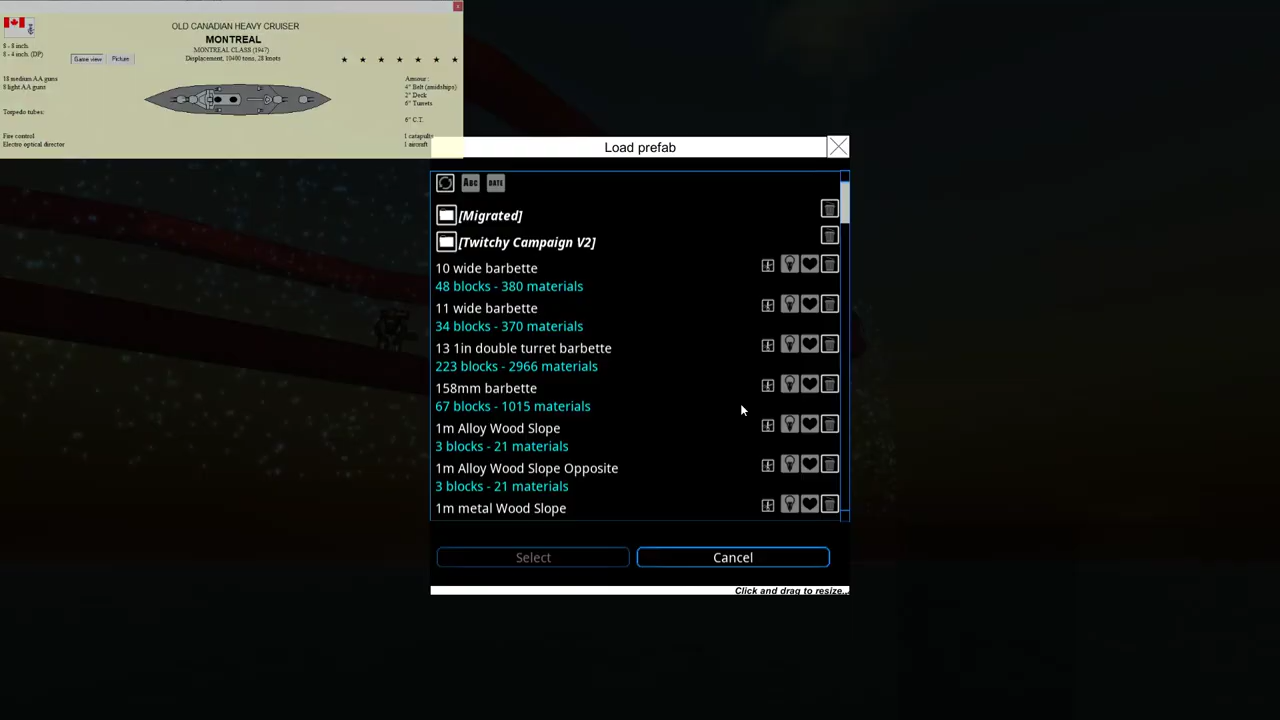 OLD CANADIAN HEAVY CRUISER
MONTREAL
MONTREAL CLASS (1947)
Displacement, 10400 tons, 28 knots
8 - 8 inch.
8 - 4 inch. (DP)
Game view
Picture
18 medium AA guns
8 light AA guns
Torpedo tubes:
Fire control
Electro optical director
Armour :
4" Belt (amidships)
2" Deck
6" Turrets
6" C.T.
1 catapult
1 aircraft
Load prefab
ABC
DATE
[Migrated]
[Twitchy Campaign V2]
10 wide barbette
48 blocks - 380 materials
11 wide barbette
34 blocks - 370 materials
13 1in double turret barbette
223 blocks - 2966 materials
158mm barbette
67 blocks - 1015 materials
1m Alloy Wood Slope
3 blocks - 21 materials
1m Alloy Wood Slope Opposite
3 blocks - 21 materials
1m metal Wood Slope
Select
Cancel
Click and drag to resize...